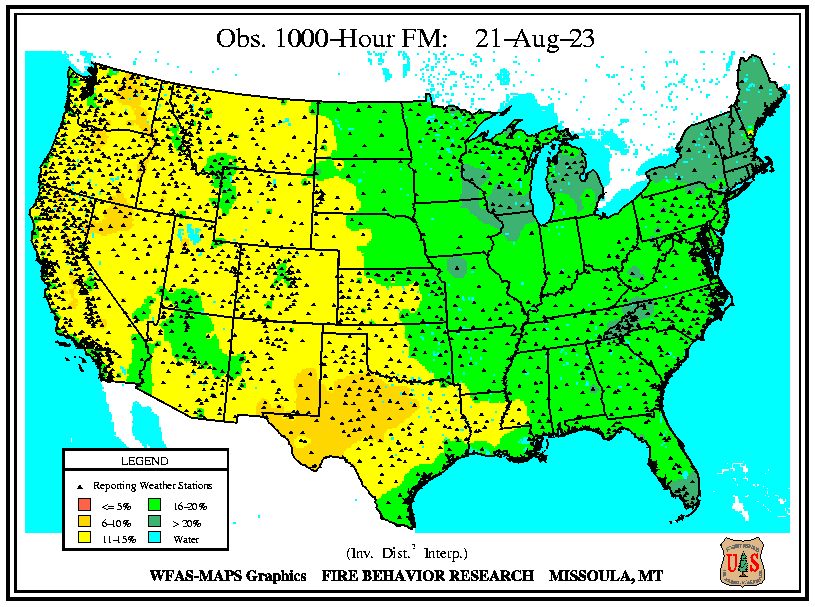 Obs. 1000-Hour FM: 21-Aug-23
LEGEND
Reporting Weather Stations
<= 5% 16-20%
6-10% > 20%
11-15% Water
(Inv. Dist.² Interp.)
WFAS-MAPS Graphics FIRE BEHAVIOR RESEARCH MISSOULA, MT
U S